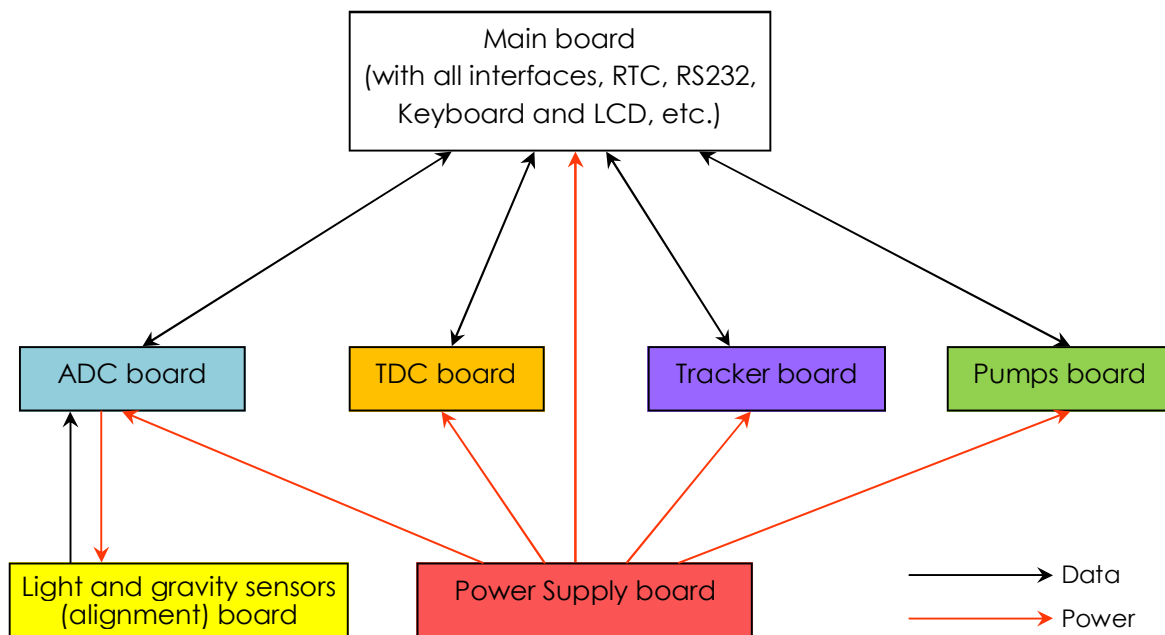 Main board
(with all interfaces, RTC, RS232,
Keyboard and LCD, etc.)
ADC board
TDC board
Tracker board
Pumps board
Light and gravity sensors
(alignment) board
Power Supply board
Data
Power